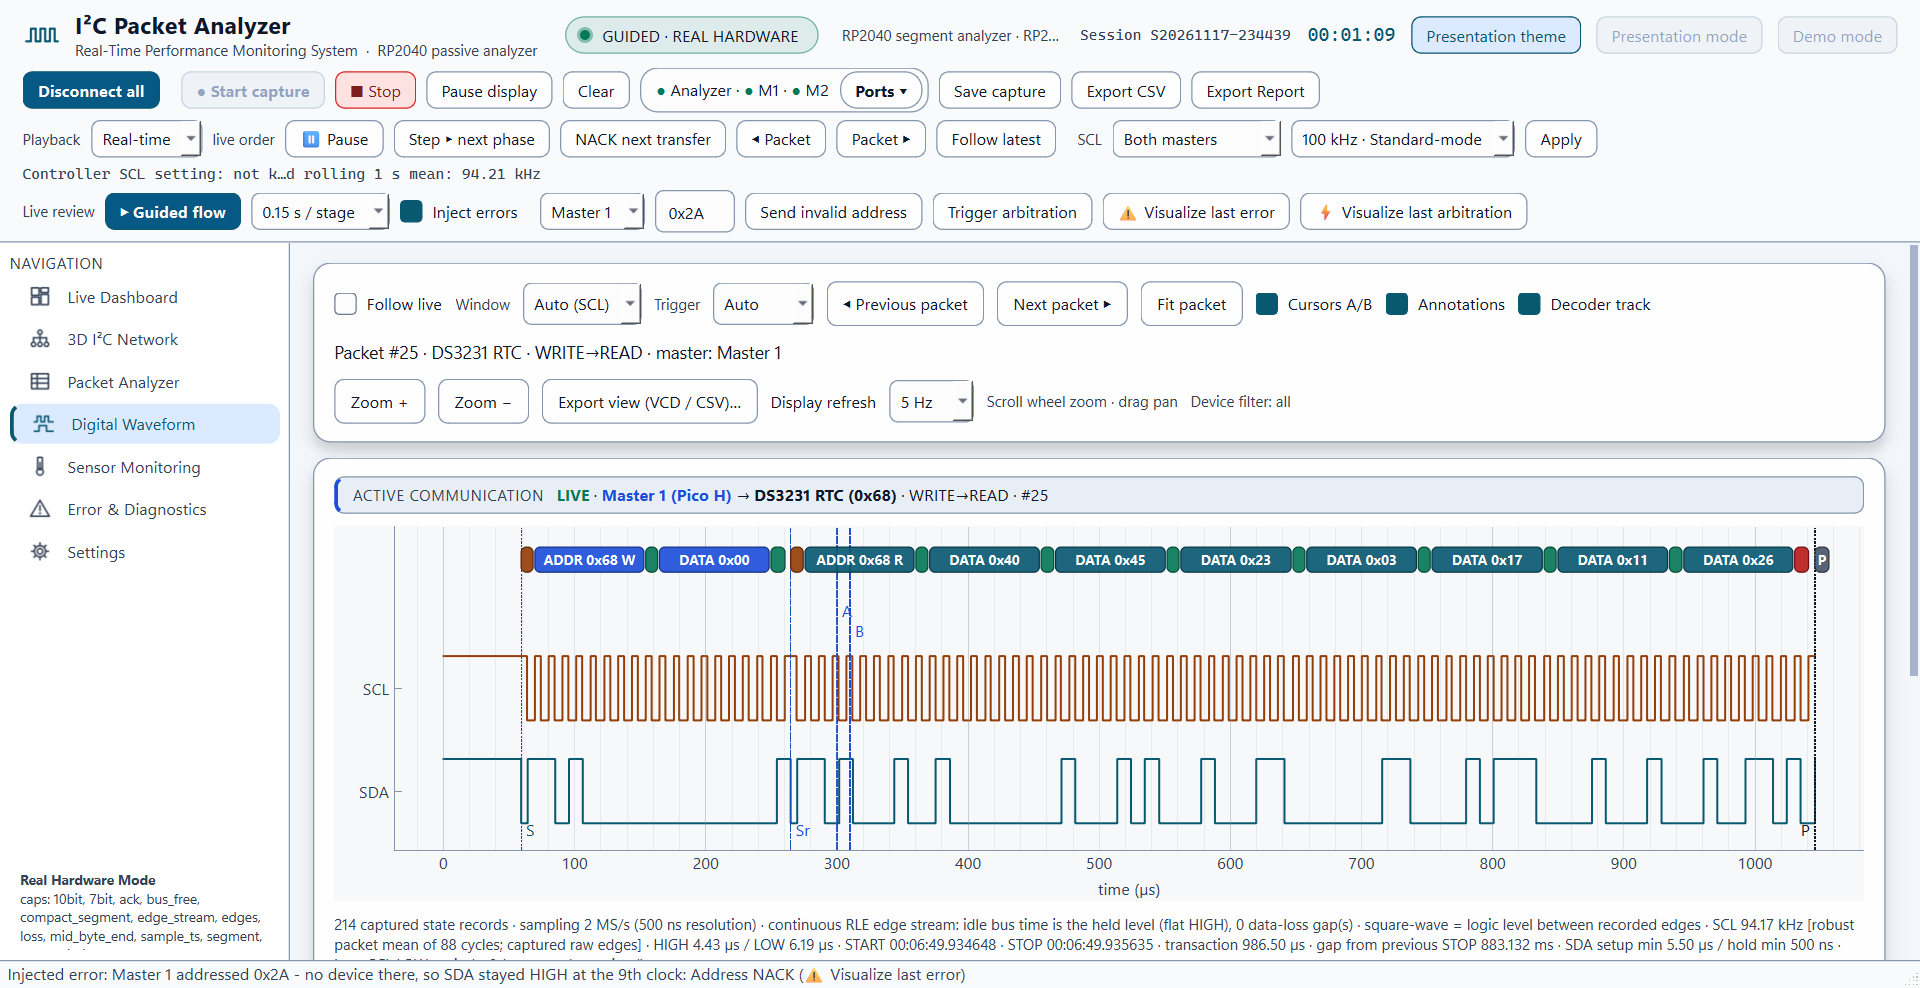 I²C Packet Analyzer
Real-Time Performance Monitoring System · RP2040 passive analyzer
GUIDED · REAL HARDWARE
RP2040 segment analyzer · RP2…
Session S20261117-234439
00:01:09
Presentation theme
Presentation mode
Demo mode
Disconnect all
● Start capture
■ Stop
Pause display
Clear
● Analyzer · ● M1 · ● M2
Ports ▾
Save capture
Export CSV
Export Report
Playback
Real-time
live order
⏸ Pause
Step ▸ next phase
NACK next transfer
◂ Packet
Packet ▸
Follow latest
SCL
Both masters
100 kHz · Standard-mode
Apply
Controller SCL setting: not k…d rolling 1 s mean: 94.21 kHz
Live review
▸ Guided flow
0.15 s / stage
Inject errors
Master 1
0x2A
Send invalid address
Trigger arbitration
⚠ Visualize last error
⚡ Visualize last arbitration
NAVIGATION
Live Dashboard
3D I²C Network
Packet Analyzer
Digital Waveform
Sensor Monitoring
Error & Diagnostics
Settings
Real Hardware Mode
caps: 10bit, 7bit, ack, bus_free,
compact_segment, edge_stream, edges,
loss, mid_byte_end, sample_ts, segment,
Follow live
Window
Auto (SCL)
Trigger
Auto
◂ Previous packet
Next packet ▸
Fit packet
Cursors A/B
Annotations
Decoder track
Packet #25 · DS3231 RTC · WRITE→READ · master: Master 1
Zoom +
Zoom −
Export view (VCD / CSV)…
Display refresh
5 Hz
Scroll wheel zoom · drag pan
Device filter: all
ACTIVE COMMUNICATION LIVE · Master 1 (Pico H) → DS3231 RTC (0x68) · WRITE→READ · #25
ADDR 0x68 W
DATA 0x00
ADDR 0x68 R
DATA 0x40
DATA 0x45
DATA 0x23
DATA 0x03
DATA 0x17
DATA 0x11
DATA 0x26
P
A
B
SCL
SDA
S
Sr
P
0
100
200
300
400
500
600
700
800
900
1000
time (µs)
214 captured state records · sampling 2 MS/s (500 ns resolution) · continuous RLE edge stream: idle bus time is the held level (flat HIGH), 0 data-loss gap(s) · square-wave = logic level between recorded edges · SCL 94.17 kHz [robust
packet mean of 88 cycles; captured raw edges] · HIGH 4.43 µs / LOW 6.19 µs · START 00:06:49.934648 · STOP 00:06:49.935635 · transaction 986.50 µs · gap from previous STOP 883.132 ms · SDA setup min 5.50 µs / hold min 500 ns ·
Injected error: Master 1 addressed 0x2A - no device there, so SDA stayed HIGH at the 9th clock: Address NACK (⚠ Visualize last error)